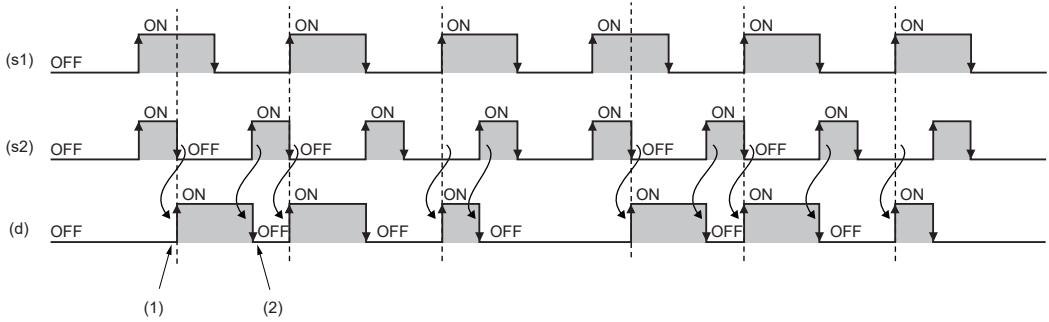 ON ON ON ON ON ON
(s1) OFF
ON ON ON ON ON ON
(s2) OFF OFF OFF OFF OFF
ON ON ON ON ON ON
(d) OFF OFF OFF OFF OFF OFF
(1) (2)